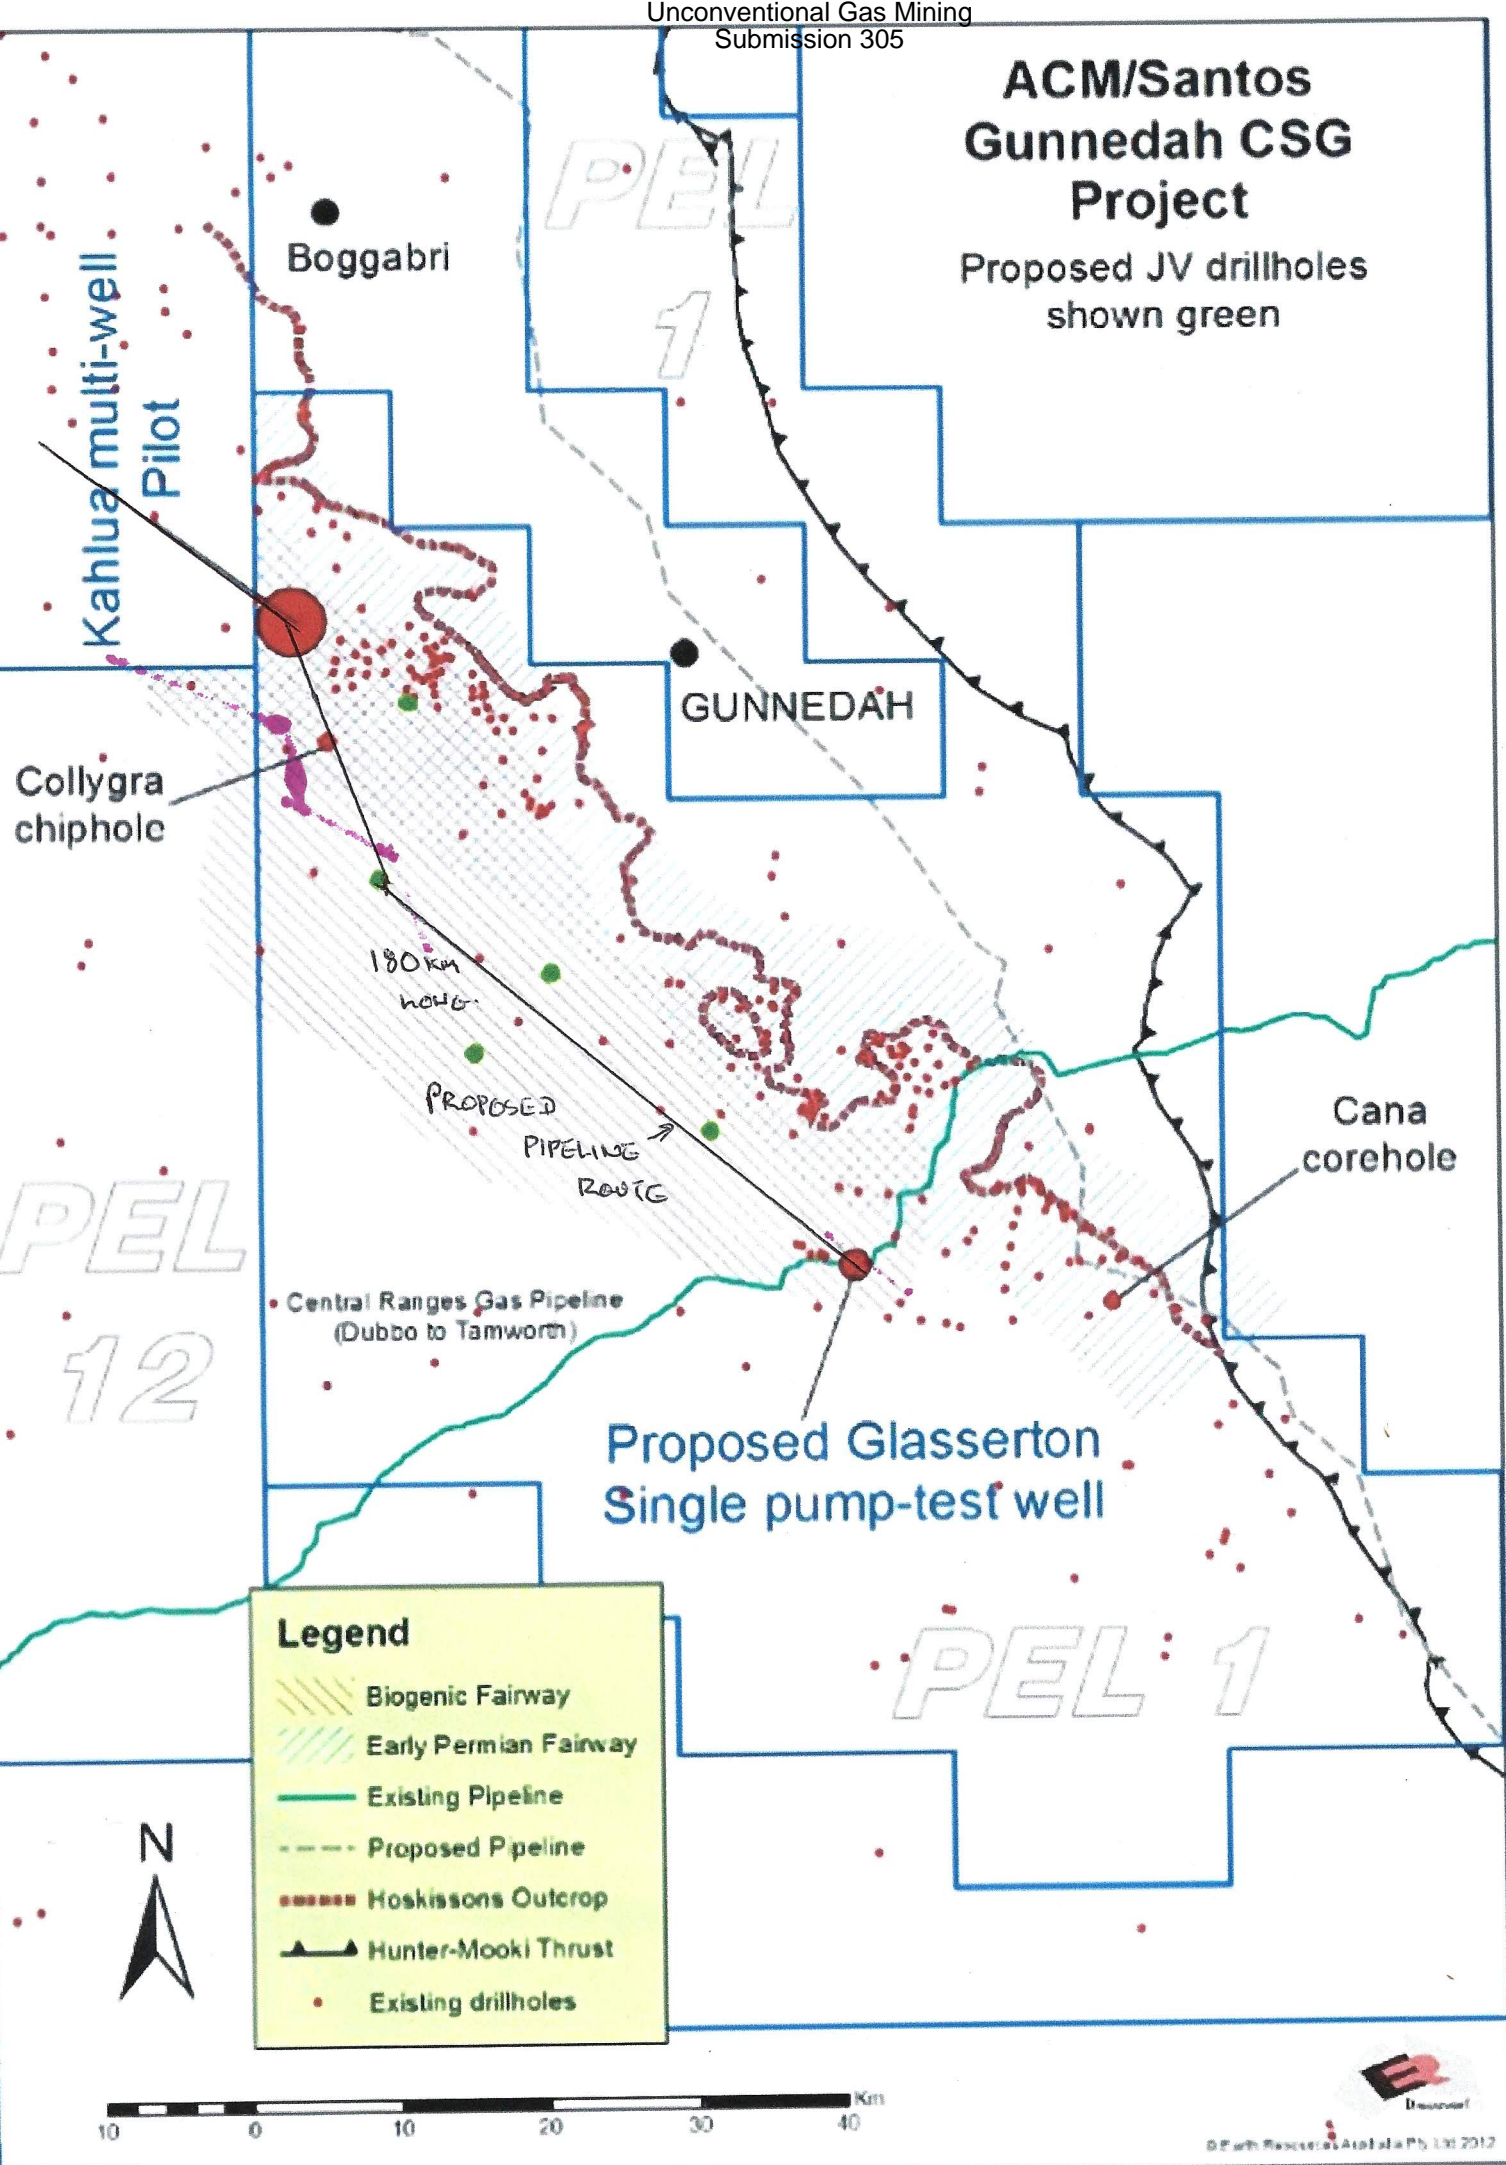 Unconventional Gas Mining
Submission 305
ACM/Santos
Gunnedah CSG
Project
Proposed JV drillholes
shown green
PEL
1
Boggabri
Kahlua multi-well
Pilot
GUNNEDAH
Collygra
chiphole
180km
LONG.
PROPOSED
PIPELINE
ROUTE
Cana
corehole
PEL
12
Central Ranges Gas Pipeline
(Dubbo to Tamworth)
Proposed Glasserton
Single pump-test well
PEL 1
Legend
Biogenic Fairway
Early Permian Fairway
Existing Pipeline
Proposed Pipeline
Hoskissons Outcrop
Hunter-Mooki Thrust
Existing drillholes
N
10 0 10 20 30 40 Km